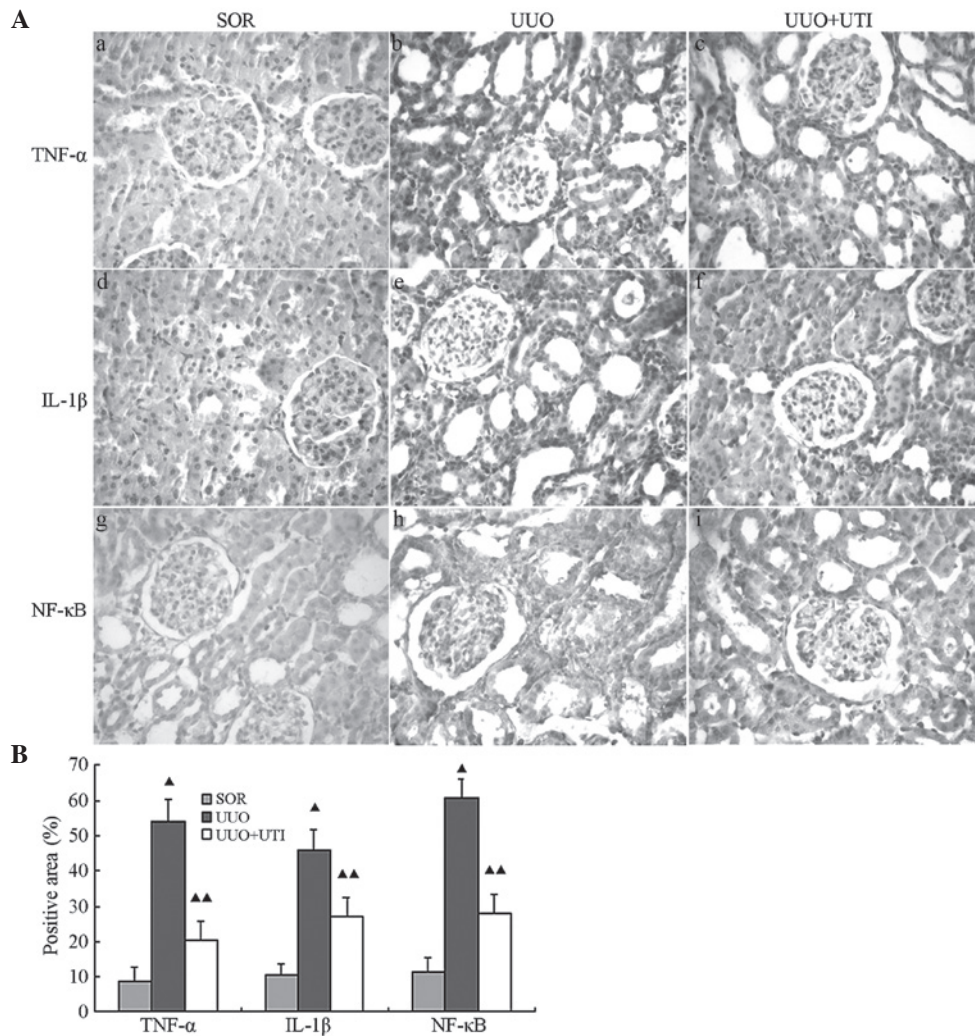 A
SOR UUO UUO+UTI
a b c
TNF-α
d e f
IL-1β
g h i
NF-κB
B
70
60
50
40
30
20
10
0
Positive area (%)
SOR
UUO
UUO+UTI
▲ ▲▲ ▲ ▲▲ ▲ ▲▲
TNF-α IL-1β NF-κB